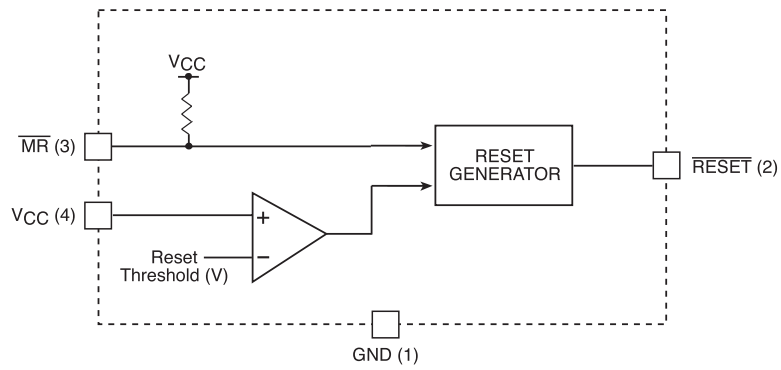 VCC
MR (3)
RESET
GENERATOR
RESET (2)
VCC (4)
+
Reset
Threshold (V)
−
GND (1)